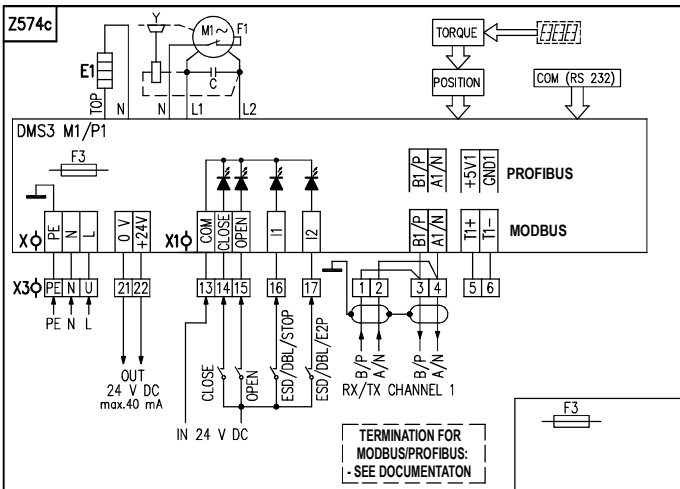 Z574c
Y
M1 ~
F1
TORQUE
E1
TOP
C
POSITION
COM (RS 232)
N
N
L1
L2
DMS3 M1/P1
F3
B1/P
A1/N
+5V1
GND1
PROFIBUS
X
PE
N
L
0 V
+24V
X1
COM
CLOSE
OPEN
I1
I2
B1/P
A1/N
T1+
T1-
MODBUS
X3
PE
N
U
21
22
13
14
15
16
17
1
2
3
4
5
6
PE N L
OUT
24 V DC
max.40 mA
CLOSE
OPEN
ESD/DBL/STOP
ESD/DBL/E2P
B/P
A/N
B/P
A/N
RX/TX CHANNEL 1
IN 24 V DC
TERMINATION FOR
MODBUS/PROFIBUS:
- SEE DOCUMENTATON
F3